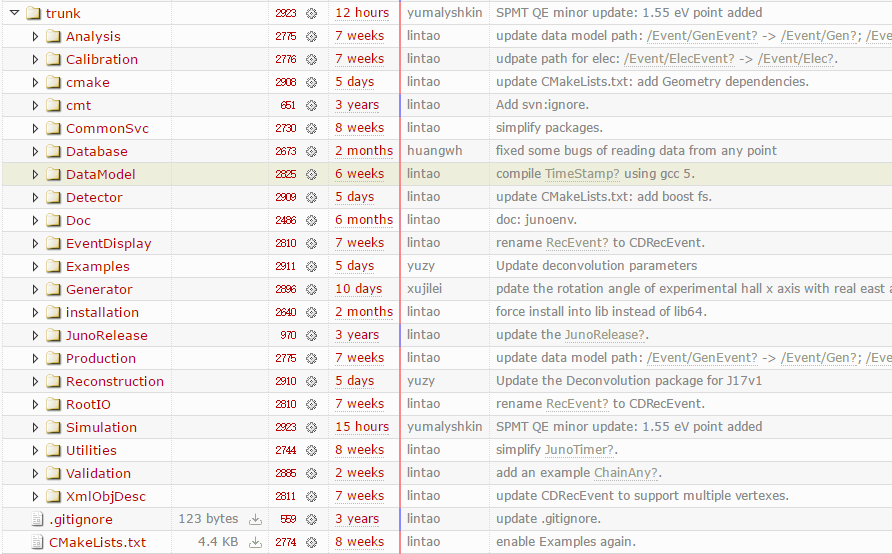 trunk 2923 12 hours yumalyshkin SPMT QE minor update: 1.55 eV point added
Analysis 2775 7 weeks lintao update data model path: /Event/GenEvent? -> /Event/Gen?; /Eve
Calibration 2776 7 weeks lintao udpate path for elec: /Event/ElecEvent? -> /Event/Elec?.
cmake 2908 5 days lintao update CMakeLists.txt: add Geometry dependencies.
cmt 651 3 years lintao Add svn:ignore.
CommonSvc 2730 8 weeks lintao simplify packages.
Database 2673 2 months huangwh fixed some bugs of reading data from any point
DataModel 2825 6 weeks lintao compile TimeStamp? using gcc 5.
Detector 2909 5 days lintao update CMakeLists.txt: add boost fs.
Doc 2486 6 months lintao doc: junoenv.
EventDisplay 2810 7 weeks lintao rename RecEvent? to CDRecEvent.
Examples 2911 5 days yuzy Update deconvolution parameters
Generator 2896 10 days xujilei pdate the rotation angle of experimental hall x axis with real east a
installation 2640 2 months lintao force install into lib instead of lib64.
JunoRelease 970 3 years lintao update the JunoRelease?.
Production 2775 7 weeks lintao update data model path: /Event/GenEvent? -> /Event/Gen?; /Eve
Reconstruction 2910 5 days yuzy Update the Deconvolution package for J17v1
RootIO 2810 7 weeks lintao rename RecEvent? to CDRecEvent.
Simulation 2923 15 hours yumalyshkin SPMT QE minor update: 1.55 eV point added
Utilities 2744 8 weeks lintao simplify JunoTimer?.
Validation 2885 2 weeks lintao add an example ChainAny?.
XmlObjDesc 2811 7 weeks lintao update CDRecEvent to support multiple vertexes.
.gitignore 123 bytes 559 3 years lintao update .gitignore.
CMakeLists.txt 4.4 KB 2774 8 weeks lintao enable Examples again.